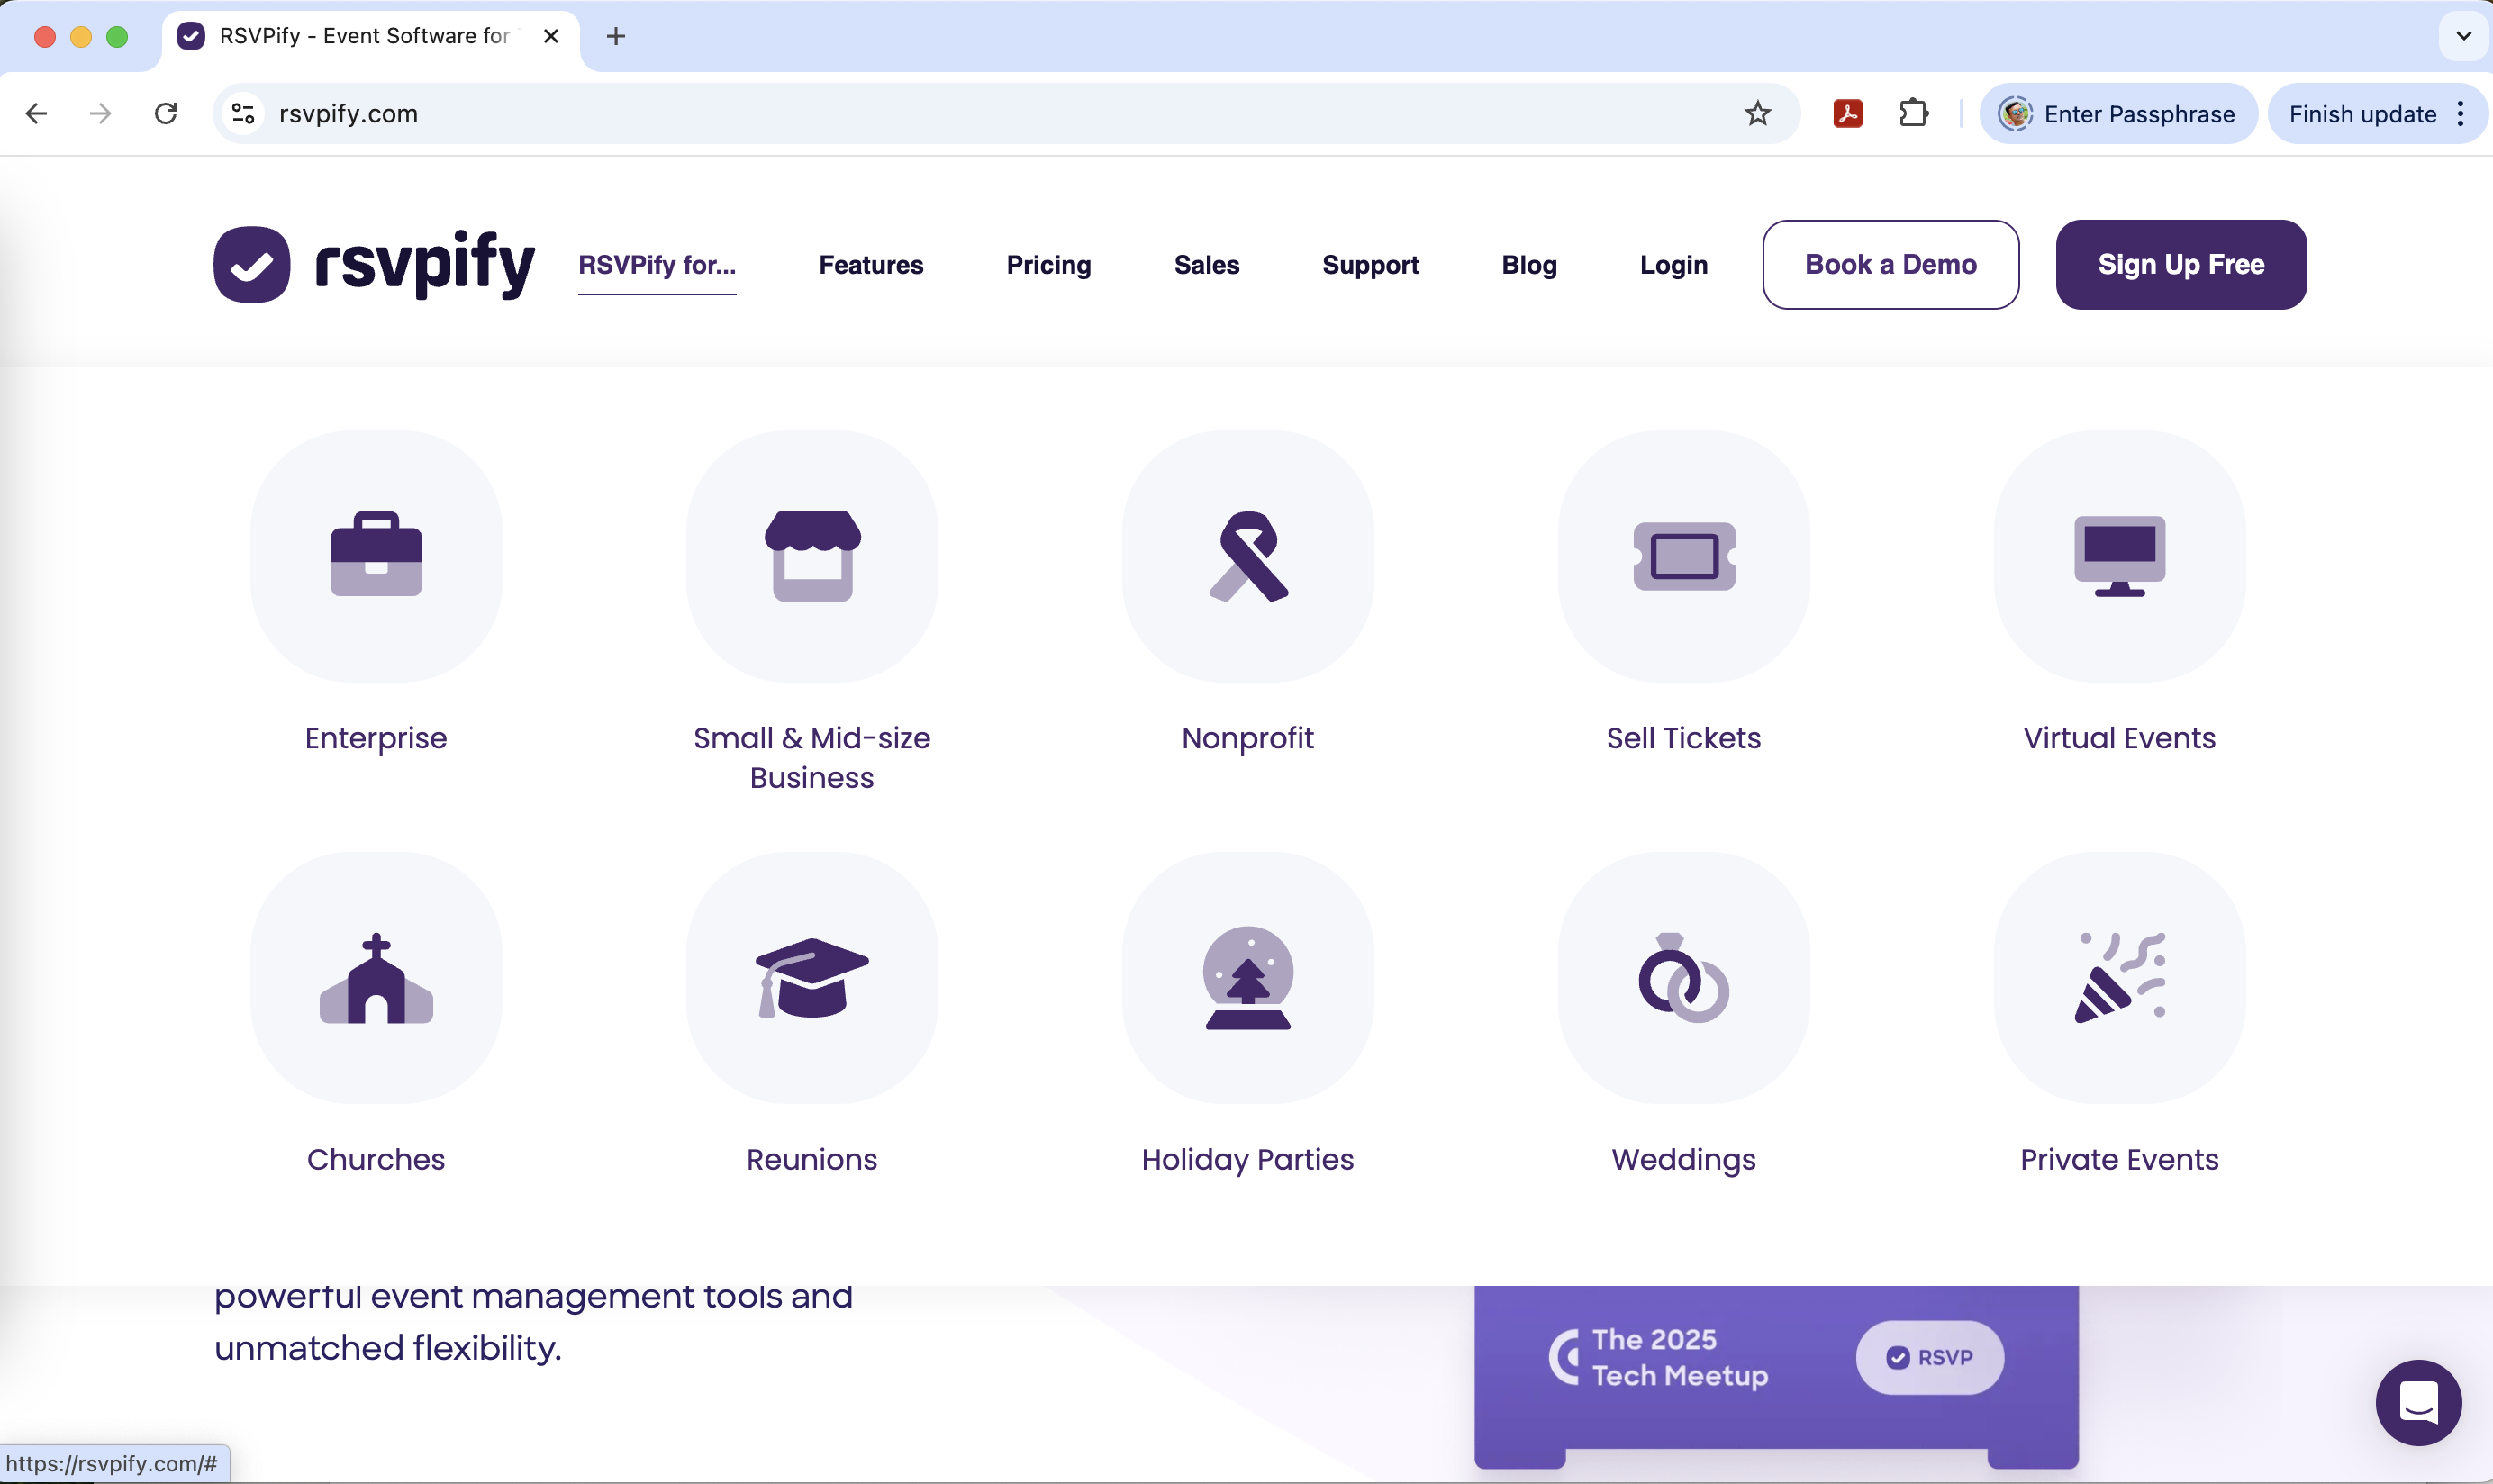 RSVPify - Event Software for
rsvpify.com
Enter Passphrase
Finish update
rsvpify
RSVPify for...
Features
Pricing
Sales
Support
Blog
Login
Book a Demo
Sign Up Free
Enterprise
Small & Mid-size
Business
Nonprofit
Sell Tickets
Virtual Events
Churches
Reunions
Holiday Parties
Weddings
Private Events
powerful event management tools and
unmatched flexibility.
The 2025
Tech Meetup
RSVP
https://rsvpify.com/#